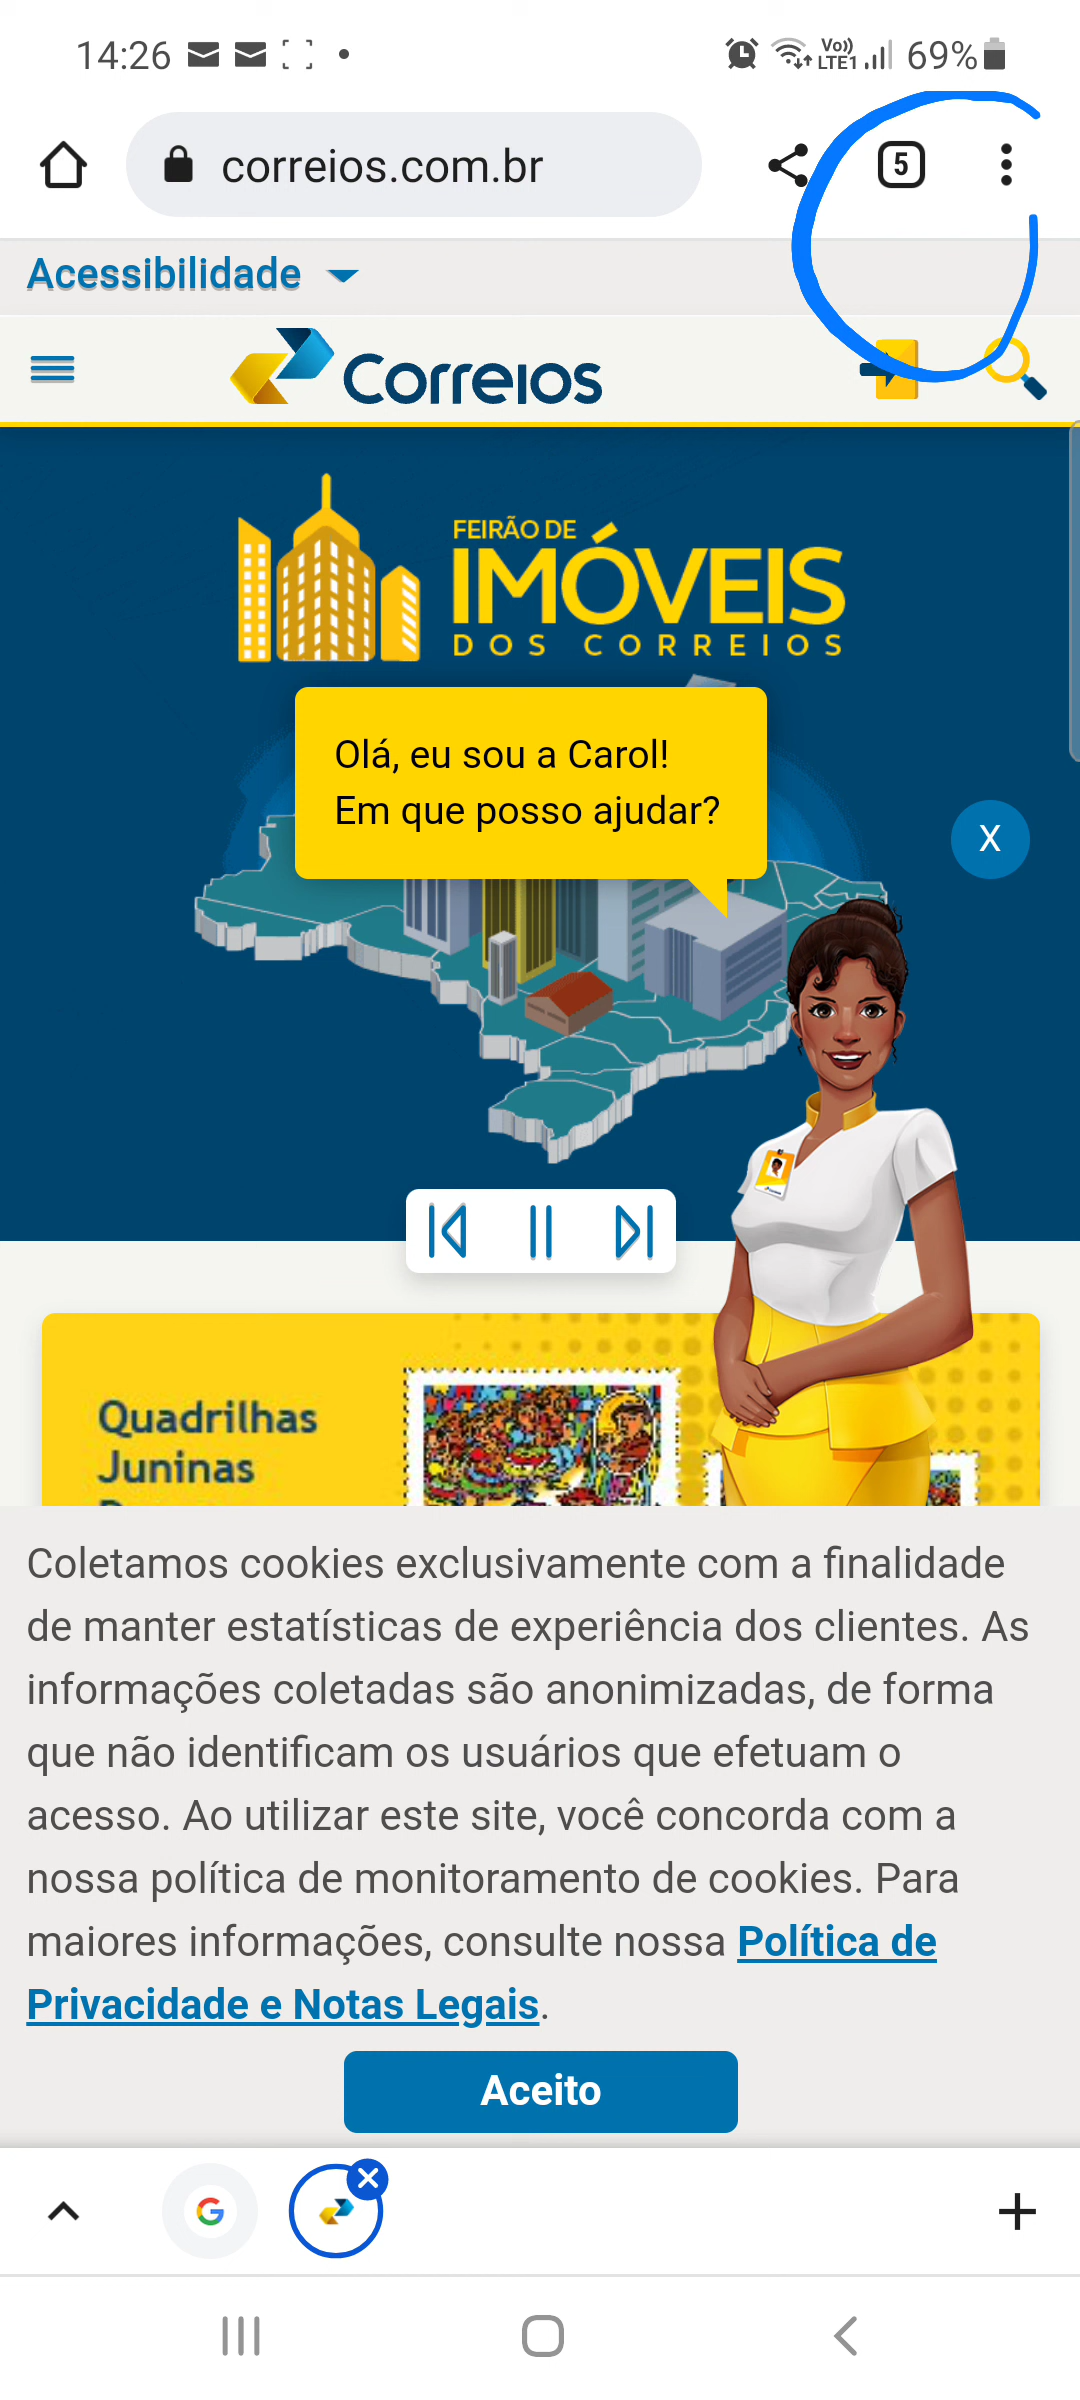 14:26
Vo))
LTE1
69%
correios.com.br
5
Acessibilidade
Correios
FEIRÃO DE
IMÓVEIS
DOS CORREIOS
Olá, eu sou a Carol!
Em que posso ajudar?
X
Quadrilhas
Juninas
Coletamos cookies exclusivamente com a finalidade
de manter estatísticas de experiência dos clientes. As
informações coletadas são anonimizadas, de forma
que não identificam os usuários que efetuam o
acesso. Ao utilizar este site, você concorda com a
nossa política de monitoramento de cookies. Para
maiores informações, consulte nossa Política de
Privacidade e Notas Legais.
Aceito